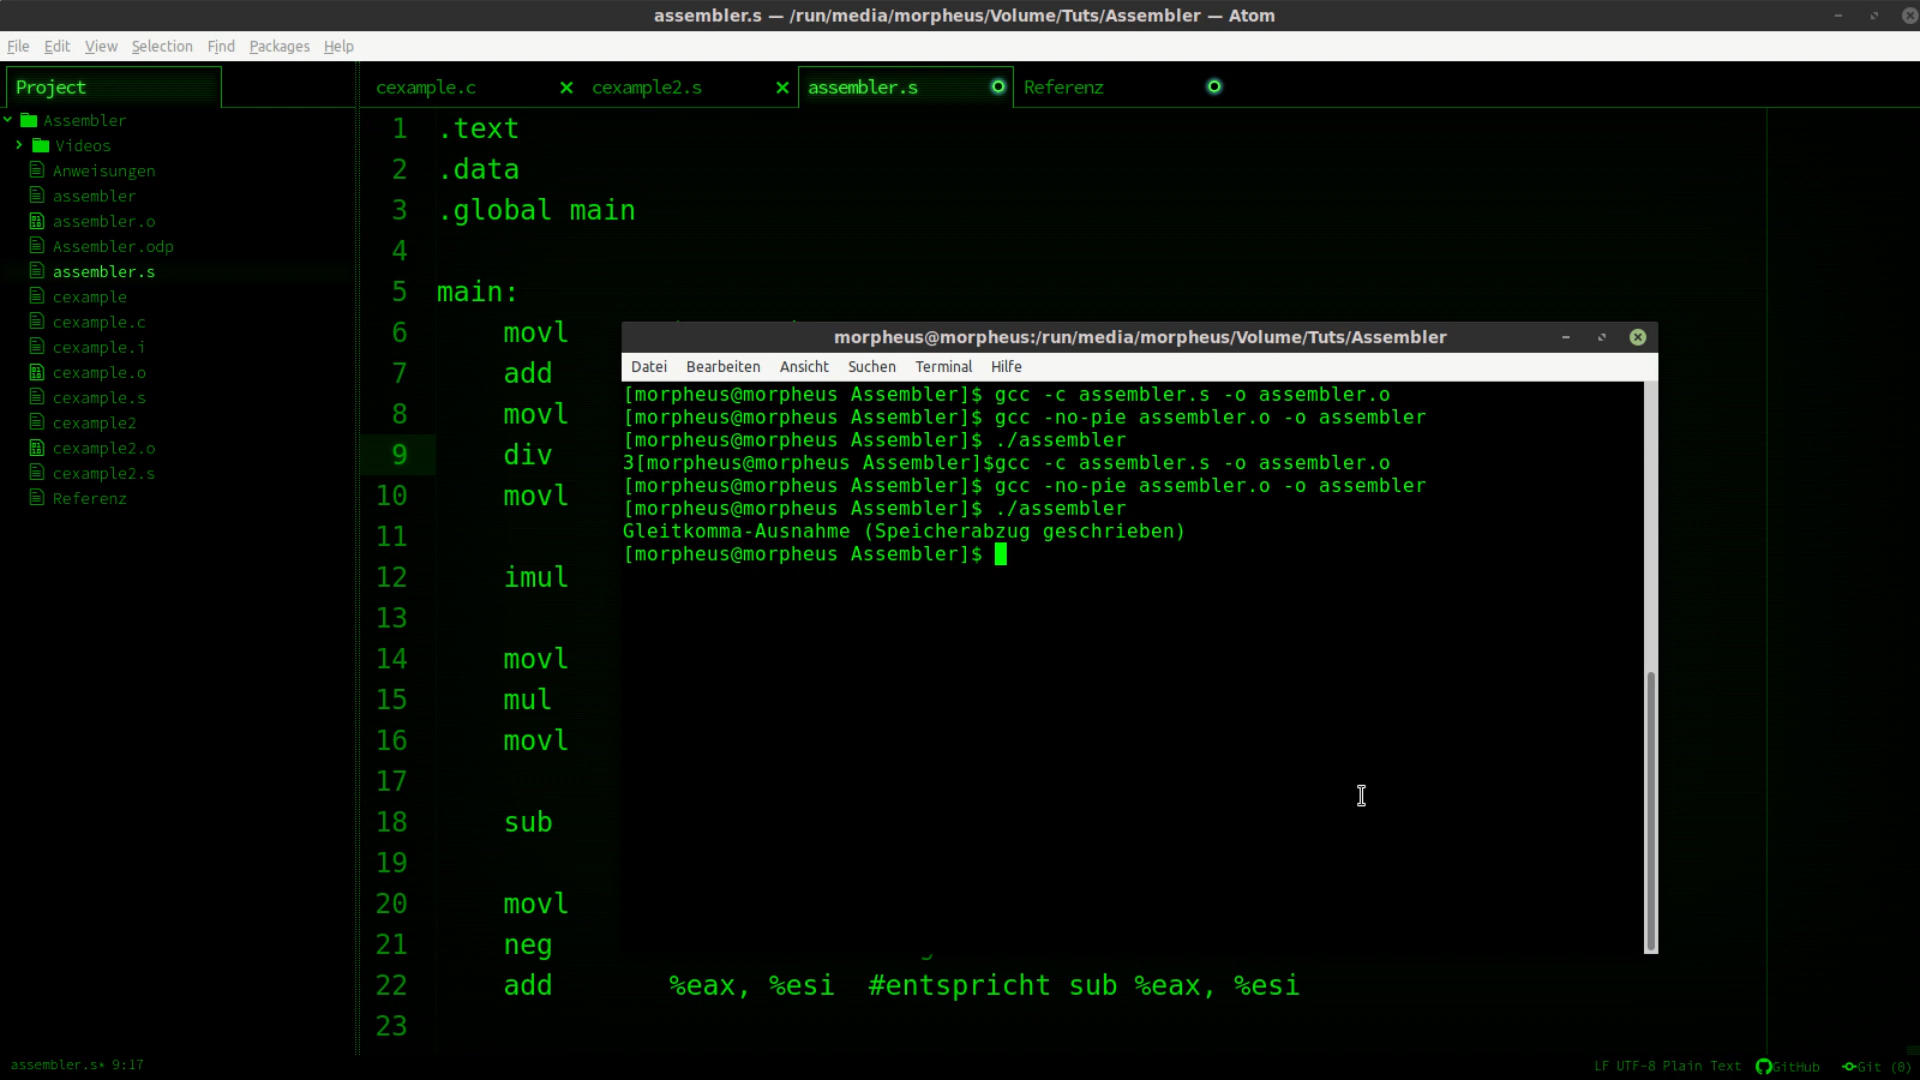 assembler.s — /run/media/morpheus/Volume/Tuts/Assembler — Atom
File Edit View Selection Find Packages Help
Project
cexample.c
cexample2.s
assembler.s
Referenz
Assembler
Videos
Anweisungen
assembler
assembler.o
Assembler.odp
assembler.s
cexample
cexample.c
cexample.i
cexample.o
cexample.s
cexample2
cexample2.o
cexample2.s
Referenz
1 .text
2 .data
3 .global main
4
5 main:
6 movl
7 add
8 movl
9 div
10 movl
11
12 imul
13
14 movl
15 mul
16 movl
17
18 sub
19
20 movl
21 neg
22 add %eax, %esi #entspricht sub %eax, %esi
23
morpheus@morpheus:/run/media/morpheus/Volume/Tuts/Assembler
Datei Bearbeiten Ansicht Suchen Terminal Hilfe
[morpheus@morpheus Assembler]$ gcc -c assembler.s -o assembler.o
[morpheus@morpheus Assembler]$ gcc -no-pie assembler.o -o assembler
[morpheus@morpheus Assembler]$ ./assembler
3[morpheus@morpheus Assembler]$gcc -c assembler.s -o assembler.o
[morpheus@morpheus Assembler]$ gcc -no-pie assembler.o -o assembler
[morpheus@morpheus Assembler]$ ./assembler
Gleitkomma-Ausnahme (Speicherabzug geschrieben)
[morpheus@morpheus Assembler]$
assembler.s• 9:17
LF UTF-8 Plain Text GitHub Git (0)